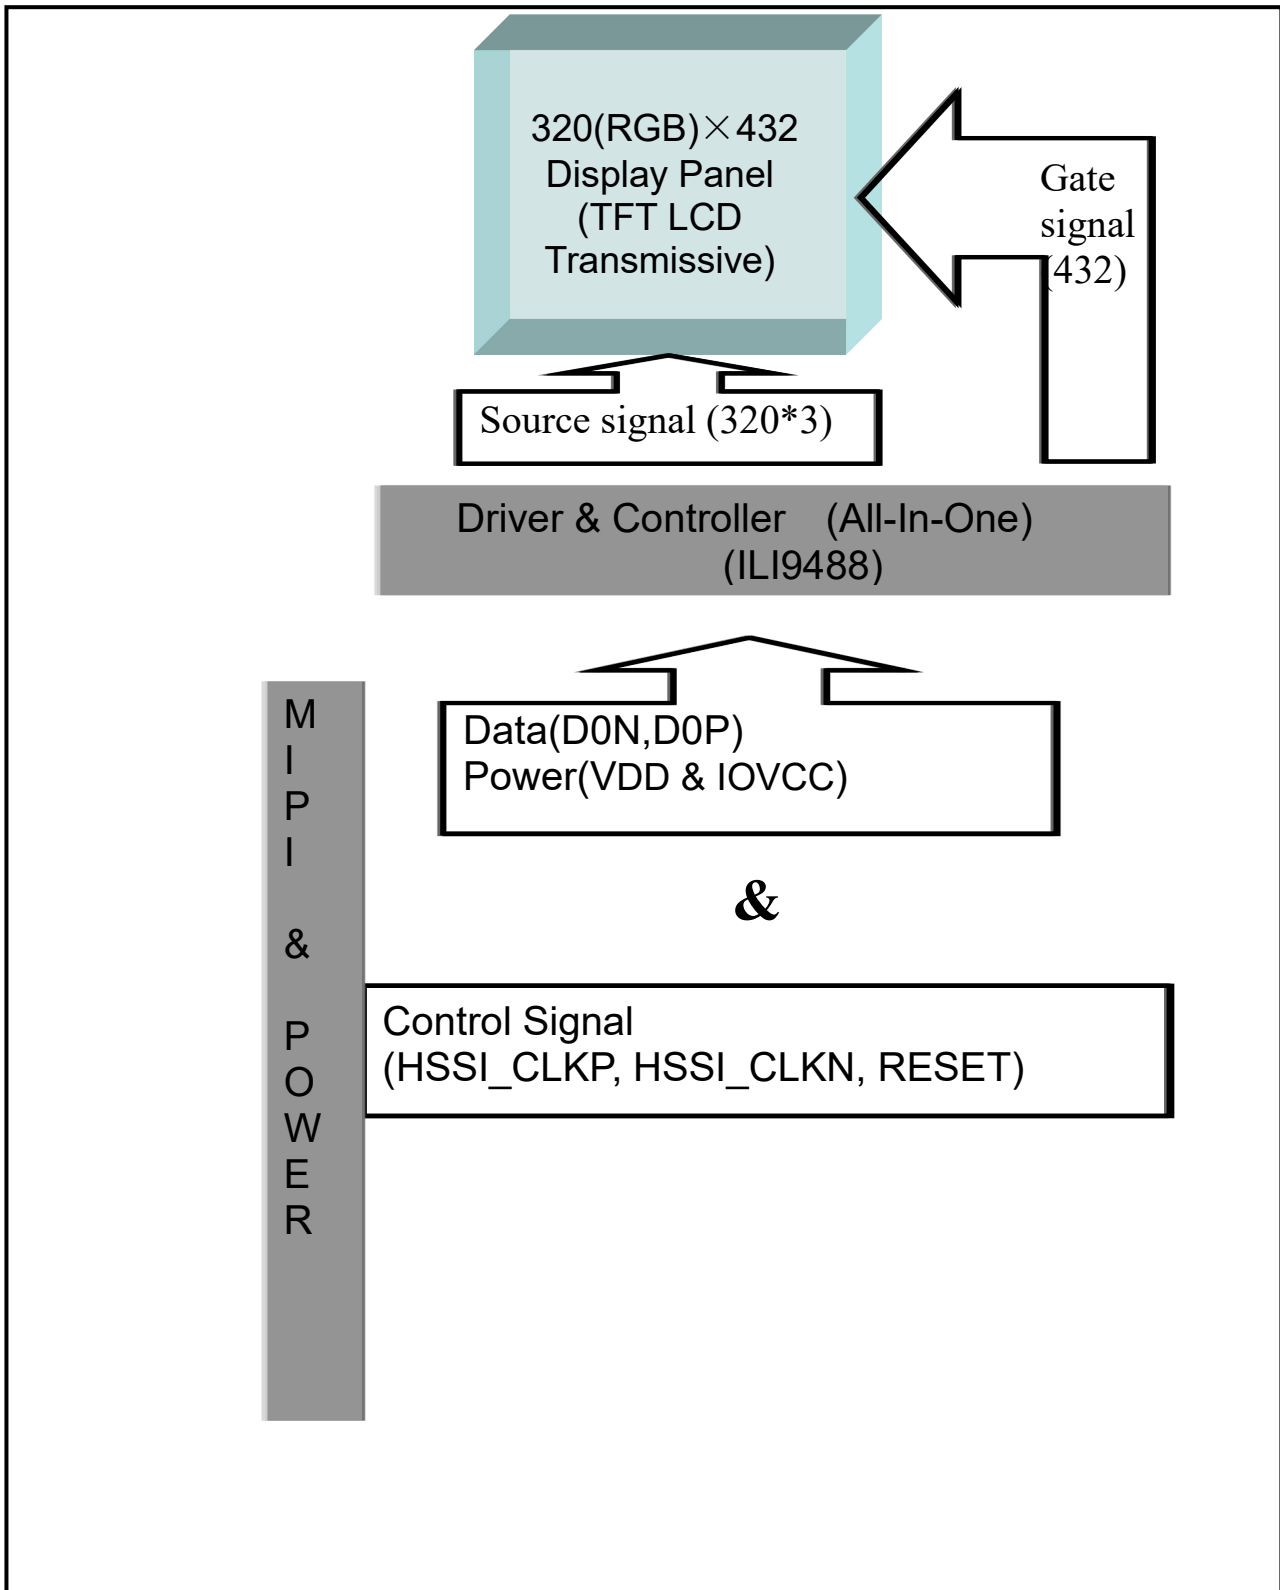 320(RGB)×432
Display Panel
(TFT LCD
Transmissive)
Gate
signal
(432)
Source signal (320*3)
Driver & Controller (All-In-One)
(ILI9488)
M
I
P
I
&
P
O
W
E
R
Data(D0N,D0P)
Power(VDD & IOVCC)
&
Control Signal
(HSSI_CLKP, HSSI_CLKN, RESET)